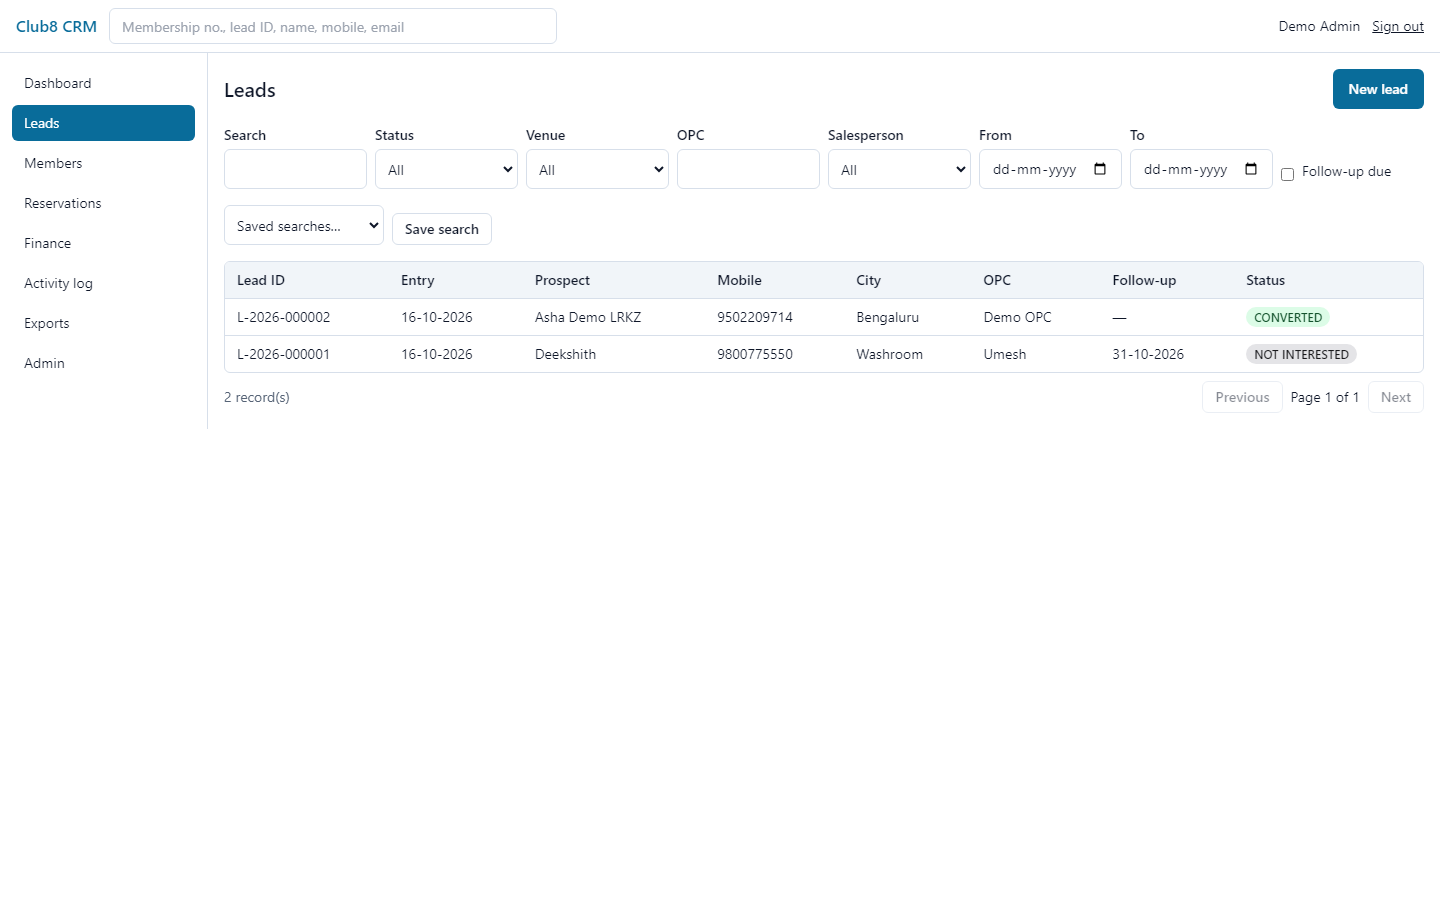 Club8 CRM
Membership no., lead ID, name, mobile, email
Demo Admin Sign out
Dashboard
Leads
Members
Reservations
Finance
Activity log
Exports
Admin
Leads
New lead
Search Status Venue OPC Salesperson From To
All All All dd-mm-yyyy dd-mm-yyyy Follow-up due
Saved searches... Save search
Lead ID Entry Prospect Mobile City OPC Follow-up Status
L-2026-000002 16-10-2026 Asha Demo LRKZ 9502209714 Bengaluru Demo OPC — CONVERTED
L-2026-000001 16-10-2026 Deekshith 9800775550 Washroom Umesh 31-10-2026 NOT INTERESTED
2 record(s) Previous Page 1 of 1 Next